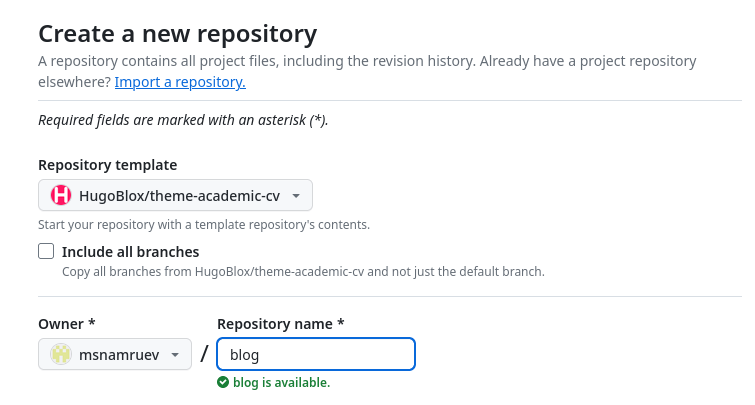 Create a new repository
A repository contains all project files, including the revision history. Already have a project repository
elsewhere? Import a repository.
Required fields are marked with an asterisk (*).
Repository template
HugoBlox/theme-academic-cv
Start your repository with a template repository's contents.
Include all branches
Copy all branches from HugoBlox/theme-academic-cv and not just the default branch.
Owner * Repository name *
msnamruev / blog
blog is available.